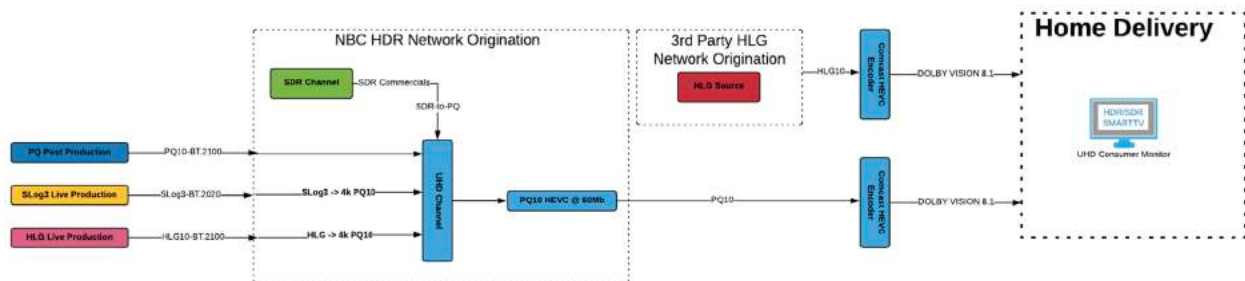 NBC HDR Network Origination
SDR Channel
SDR Commercials
SDR-to-PQ
PQ Post Production
PQ10-BT.2100
SLog3 Live Production
SLog3-BT.2020
SLog3 -> 4k PQ10
HLG Live Production
HLG10-BT.2100
HLG -> 4k PQ10
UHD Channel
PQ10 HEVC @ 60Mb
PQ10
3rd Party HLG
Network Origination
HLG Source
HLG10
Comcast HEVC
Encoder
DOLBY VISION 8.1
Comcast HEVC
Encoder
DOLBY VISION 8.1
Home Delivery
HDR/SDR
SMARTTV
UHD Consumer Monitor